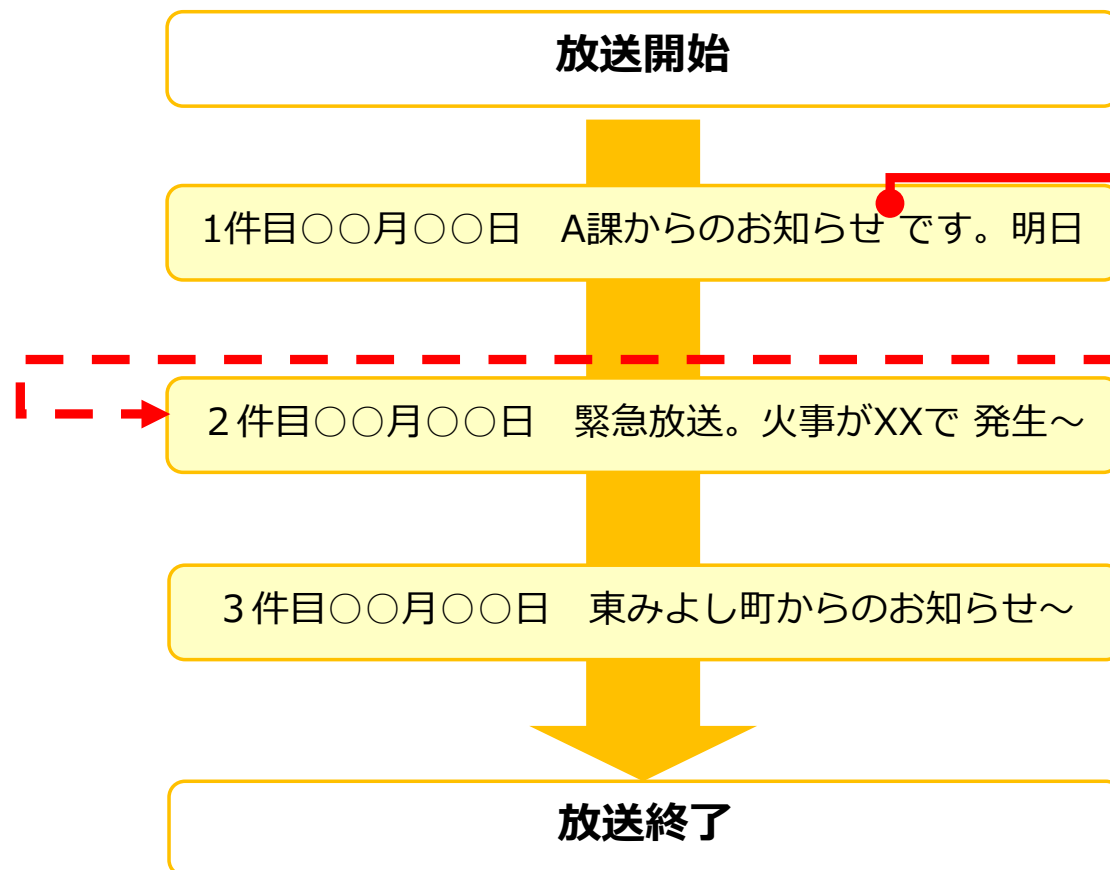 放送開始
1件目○○月○○日　A課からのお知らせ です。明日
２件目○○月○○日　緊急放送。火事がXXで 発生～
３件目○○月○○日　東みよし町からのお知らせ～
放送終了